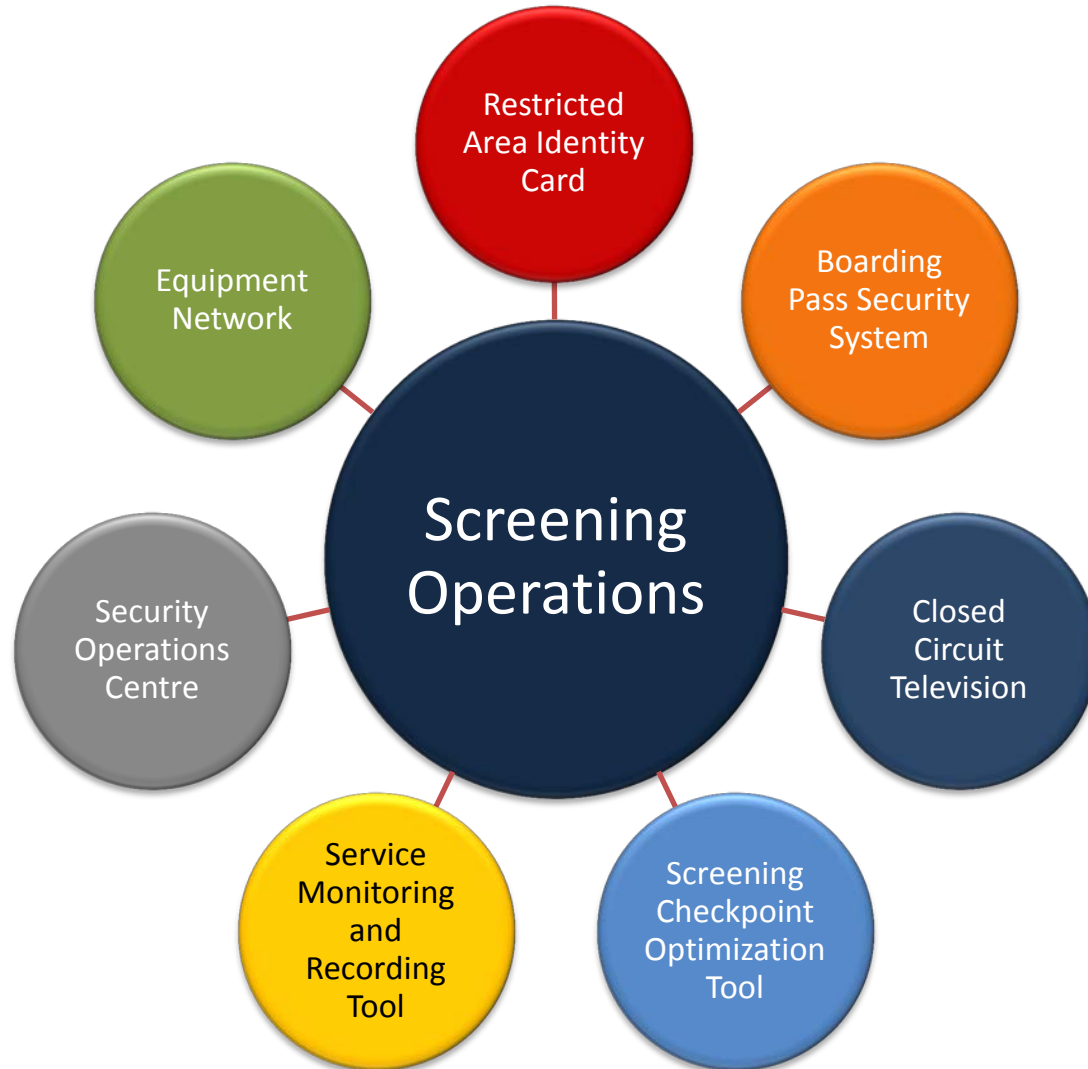 Restricted
Area Identity
Card
Boarding
Pass Security
System
Closed
Circuit
Television
Screening
Checkpoint
Optimization
Tool
Service
Monitoring
and
Recording
Tool
Security
Operations
Centre
Equipment
Network
Screening
Operations